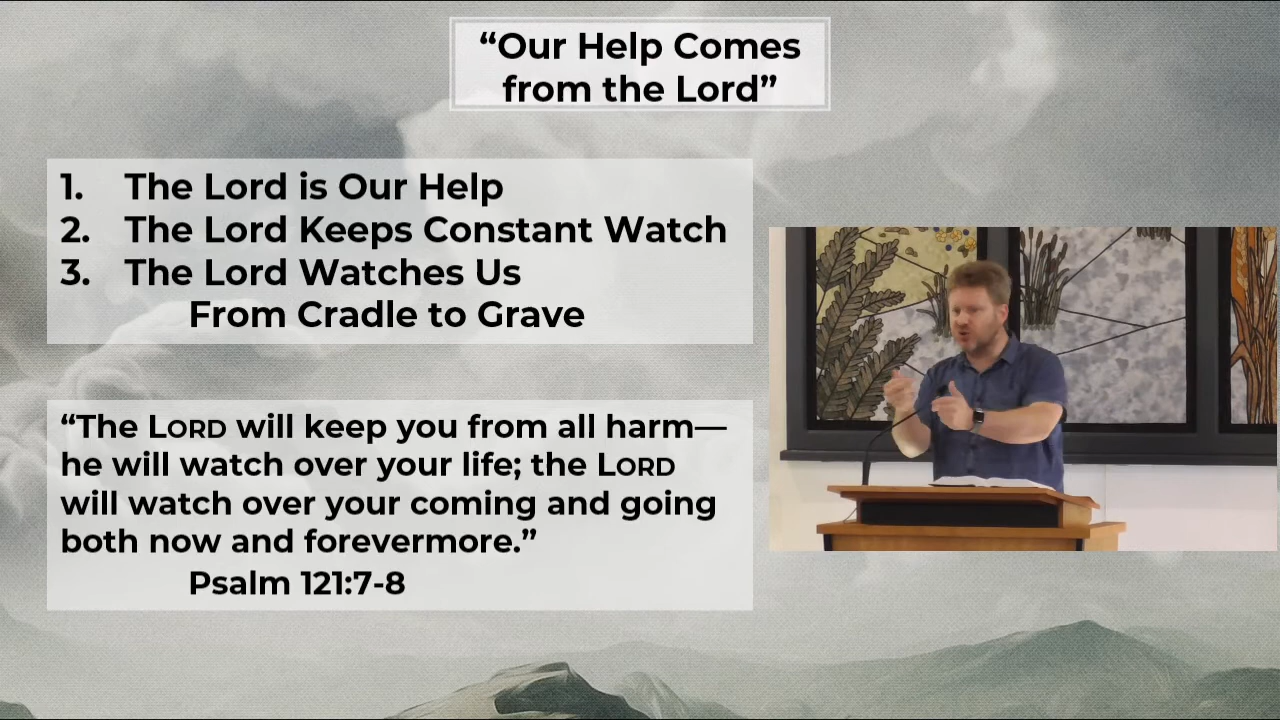 “Our Help Comes
from the Lord”
1. The Lord is Our Help
2. The Lord Keeps Constant Watch
3. The Lord Watches Us
From Cradle to Grave
“The LORD will keep you from all harm—
he will watch over your life; the LORD
will watch over your coming and going
both now and forevermore.”
Psalm 121:7-8